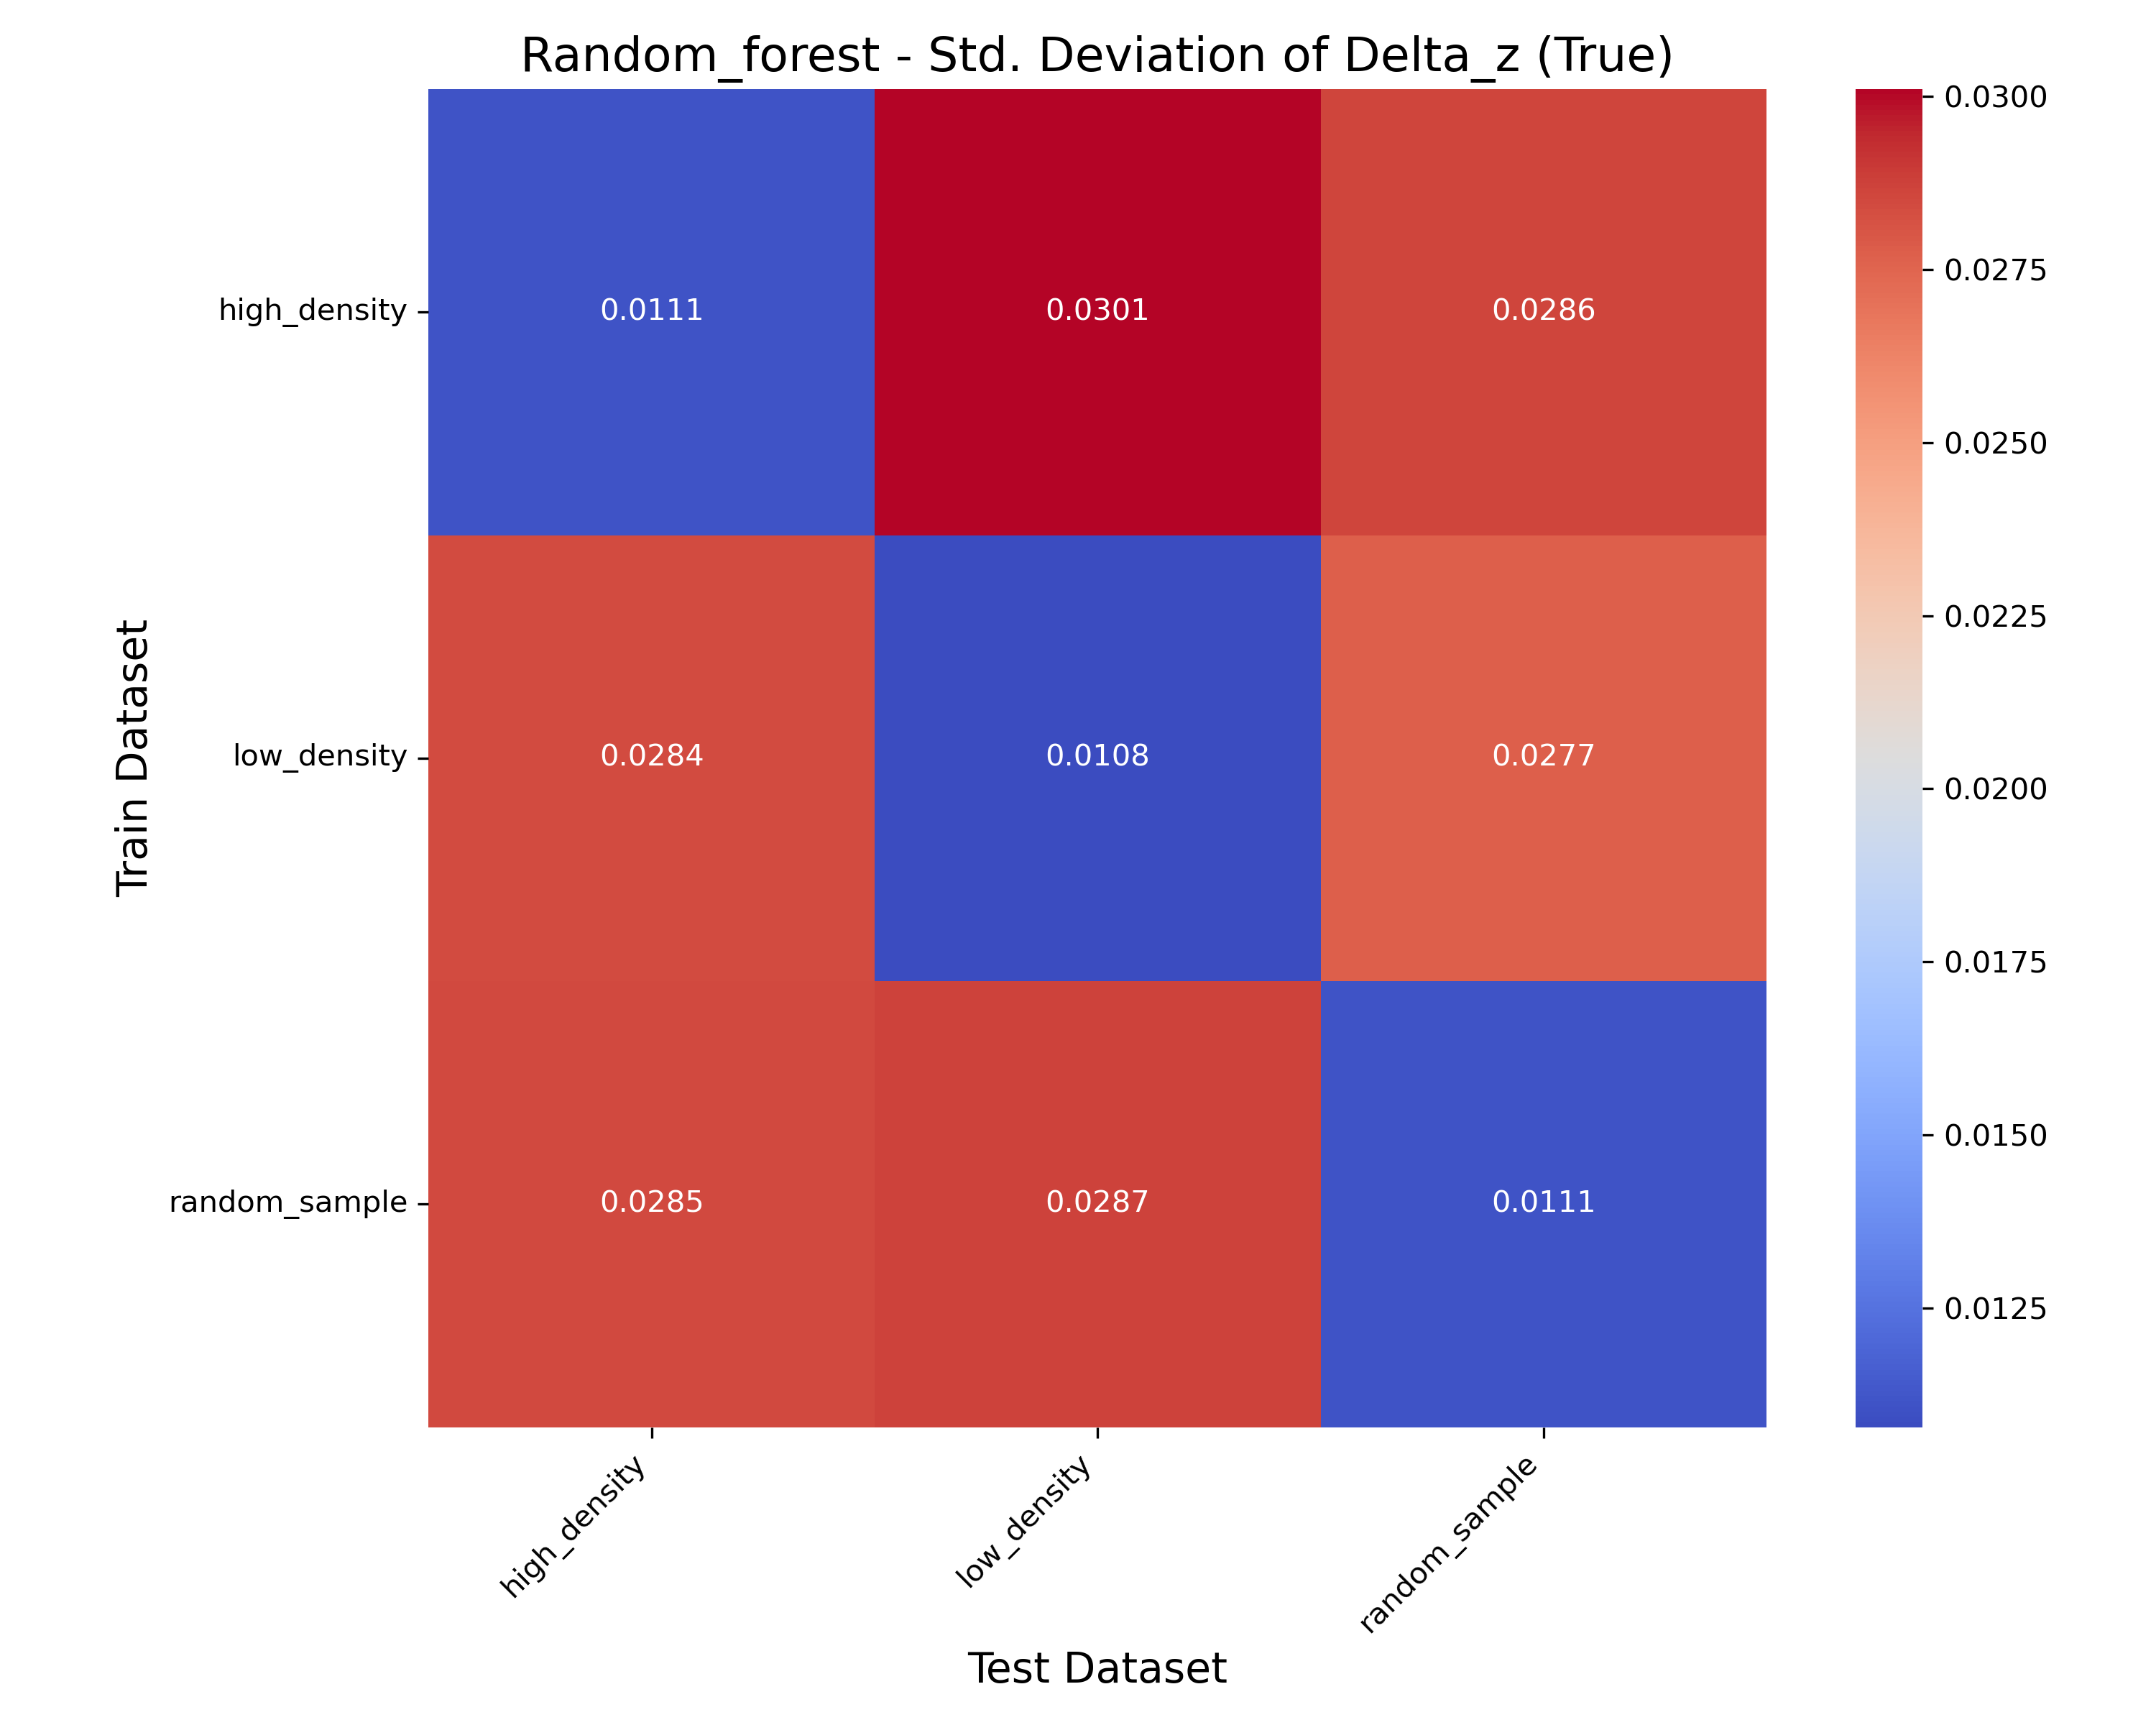 Random_forest - Std. Deviation of Delta_z (True)
Train Dataset
high_density
0.0111 0.0301 0.0286
low_density
0.0284 0.0108 0.0277
random_sample
0.0285 0.0287 0.0111
high_density
low_density
random_sample
Test Dataset
0.0300
0.0275
0.0250
0.0225
0.0200
0.0175
0.0150
0.0125